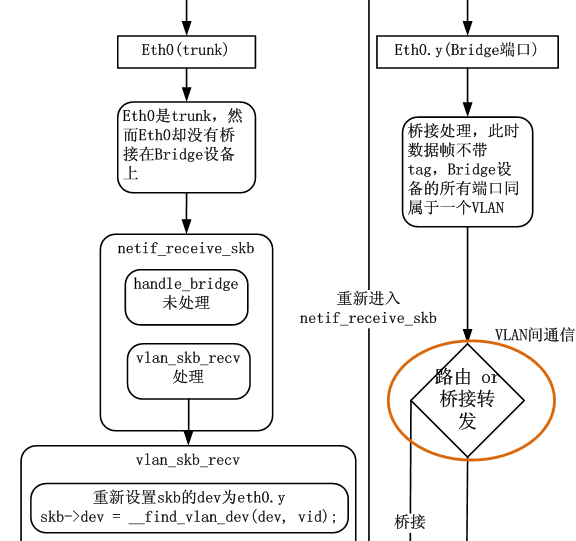 Eth0(trunk)
Eth0是trunk，然
而Eth0却没有桥
接在Bridge设备
上
netif_receive_skb
handle_bridge
未处理
vlan_skb_recv
处理
vlan_skb_recv
重新设置skb的dev为eth0.y
skb->dev = __find_vlan_dev(dev, vid);
重新进入
netif_receive_skb
Eth0.y(Bridge端口)
桥接处理，此时
数据帧不带
tag，Bridge设
备的所有端口同
属于一个VLAN
VLAN间通信
路由 or
桥接转
发
桥接